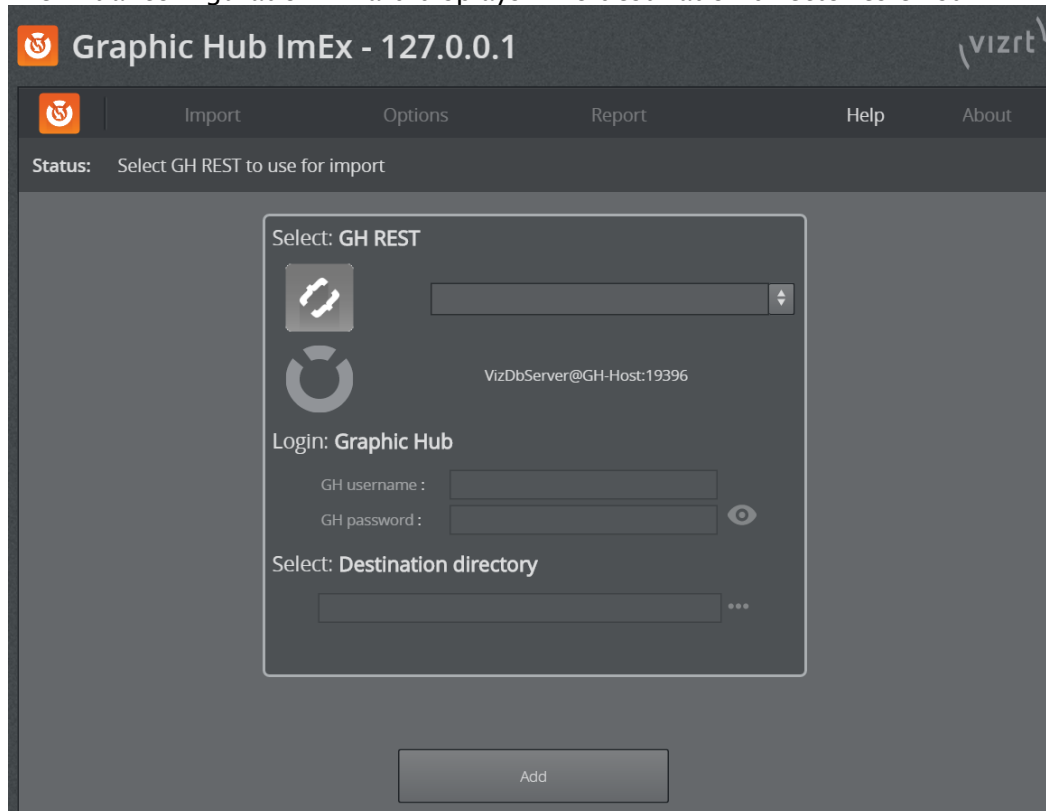 Graphic Hub ImEx - 127.0.0.1
vizrt
Import Options Report Help About
Status: Select GH REST to use for import
Select: GH REST
VizDbServer@GH-Host:19396
Login: Graphic Hub
GH username :
GH password :
Select: Destination directory
Add